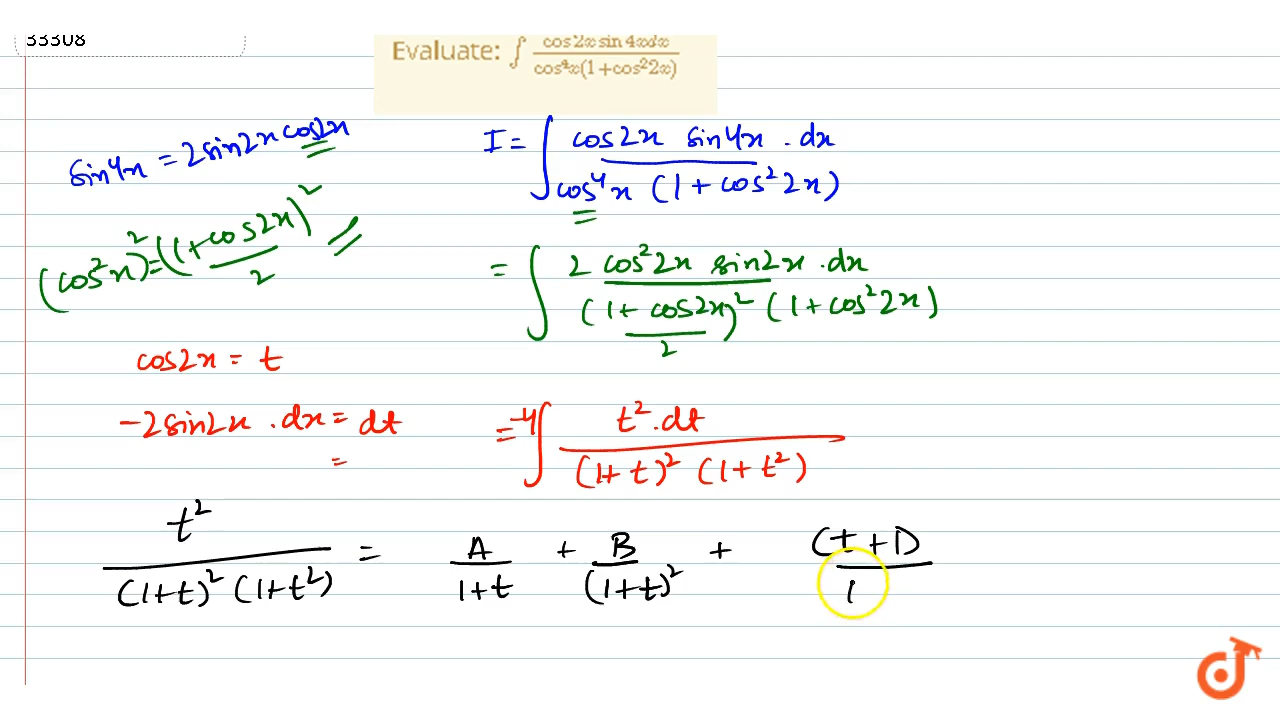 33308
Evaluate: ∫ cos 2x sin 4x dx / cos⁴x(1+cos²2x)
sin4x = 2sin2x cos2x
I = ∫ cos2x sin4x . dx / cos⁴x (1 + cos²2x)
(cos²x)² = (1+cos2x / 2)²
= ∫ 2 cos²2x sin2x . dx / (1 + cos2x / 2)² (1 + cos²2x)
cos2x = t
-2sin2x . dx = dt
=
= -4 ∫ t² . dt / (1+t)² (1+t²)
t² / (1+t)² (1+t²) = A / 1+t + B / (1+t)² + Ct + D / 1